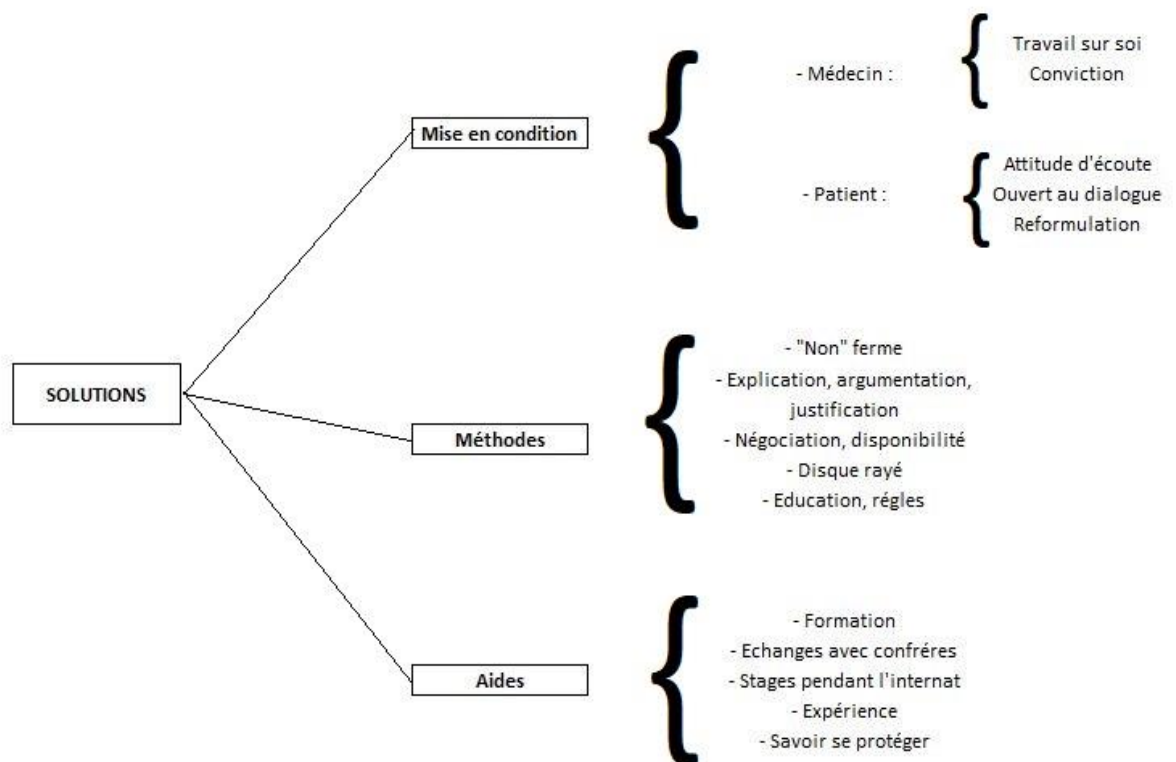 SOLUTIONS
Mise en condition
- Médecin :
Travail sur soi
Conviction
- Patient :
Attitude d'écoute
Ouvert au dialogue
Reformulation
Méthodes
- "Non" ferme
- Explication, argumentation,
justification
- Négociation, disponibilité
- Disque rayé
- Education, régles
Aides
- Formation
- Echanges avec confréres
- Stages pendant l'internat
- Expérience
- Savoir se protéger